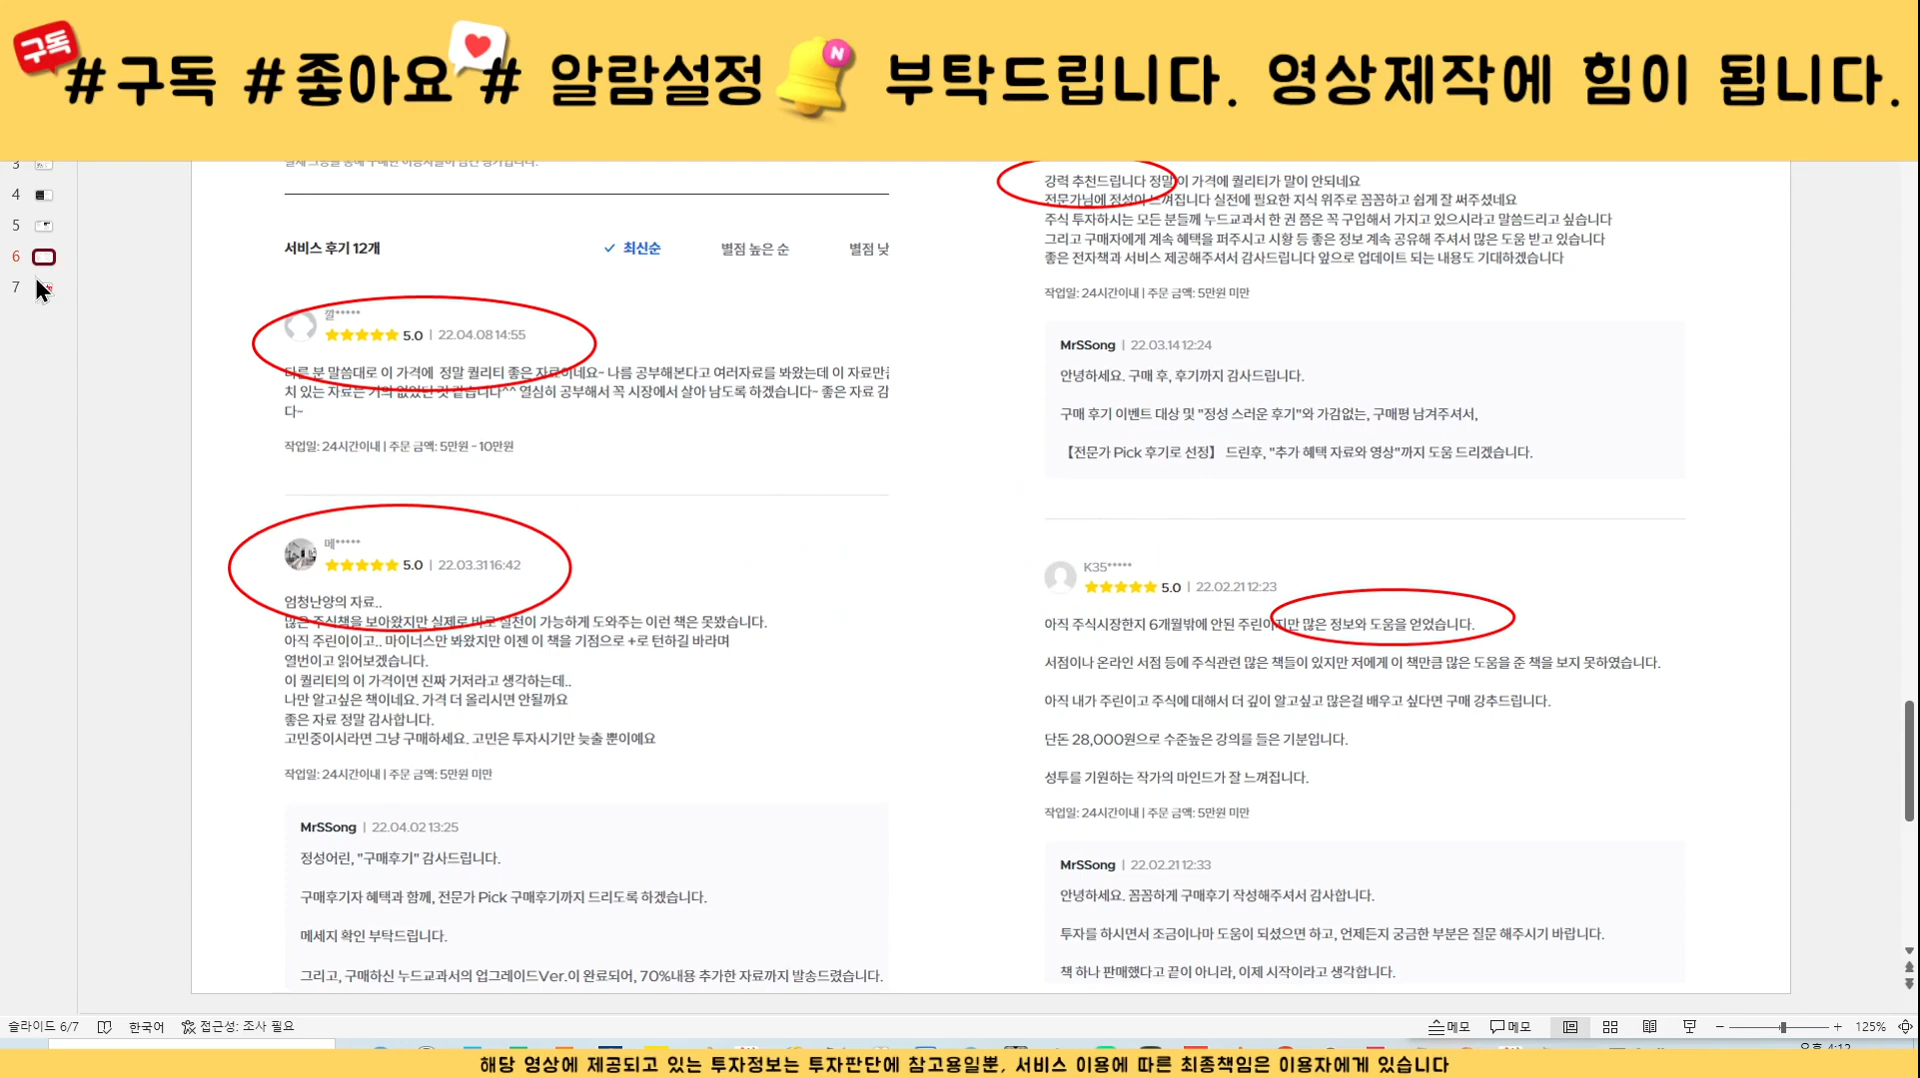 구독
#구독 #좋아요 # 알람설정 N 부탁드립니다. 영상제작에 힘이 됩니다.
3
4
5
6
7
서비스 후기 12개
✓ 최신순 별점 높은 순 별점 낮
깔*****
★★★★★ 5.0 | 22.04.08 14:55
다른 분 말씀대로 이 가격에 정말 퀄리티 좋은 자료이네요~ 나름 공부해본다고 여러자료를 봐왔는데 이 자료만큼
치 있는 자료는 거의 없었던 것 같습니다^^ 열심히 공부해서 꼭 시장에서 살아 남도록 하겠습니다~ 좋은 자료 감
다~
작업일: 24시간이내 | 주문 금액: 5만원 ~ 10만원
메*****
★★★★★ 5.0 | 22.03.31 16:42
엄청난양의 자료..
많은 주식책을 보아왔지만 실제로 바로 실전이 가능하게 도와주는 이런 책은 못봤습니다.
아직 주린이이고.. 마이너스만 봐왔지만 이젠 이 책을 기점으로 +로 턴하길 바라며
열번이고 읽어보겠습니다.
이 퀄리티의 이 가격이면 진짜 거저라고 생각하는데..
나만 알고싶은 책이네요. 가격 더 올리시면 안될까요
좋은 자료 정말 감사합니다.
고민중이시라면 그냥 구매하세요. 고민은 투자시기만 늦출 뿐이에요
작업일: 24시간이내 | 주문 금액: 5만원 미만
MrSSong | 22.04.02 13:25
정성어린, "구매후기" 감사드립니다.
구매후기자 혜택과 함께, 전문가 Pick 구매후기까지 드리도록 하겠습니다.
메세지 확인 부탁드립니다.
그리고, 구매하신 누드교과서의 업그레이드Ver.이 완료되어, 70%내용 추가한 자료까지 발송드렸습니다.
강력 추천드립니다 정말 이 가격에 퀄리티가 말이 안되네요
전문가님에 정성이 느껴집니다 실전에 필요한 지식 위주로 꼼꼼하고 쉽게 잘 써주셨네요
주식 투자하시는 모든 분들께 누드교과서 한 권 쯤은 꼭 구입해서 가지고 있으시라고 말씀드리고 싶습니다
그리고 구매자에게 계속 혜택을 퍼주시고 시황 등 좋은 정보 계속 공유해 주셔서 많은 도움 받고 있습니다
좋은 전자책과 서비스 제공해주셔서 감사드립니다 앞으로 업데이트 되는 내용도 기대하겠습니다
작업일: 24시간이내 | 주문 금액: 5만원 미만
MrSSong | 22.03.14 12:24
안녕하세요. 구매 후, 후기까지 감사드립니다.
구매 후기 이벤트 대상 및 "정성 스러운 후기"와 가감없는, 구매평 남겨주셔서,
【전문가 Pick 후기로 선정】 드린후, "추가 혜택 자료와 영상"까지 도움 드리겠습니다.
K35*****
★★★★★ 5.0 | 22.02.21 12:23
아직 주식시장한지 6개월밖에 안된 주린이지만 많은 정보와 도움을 얻었습니다.
서점이나 온라인 서점 등에 주식관련 많은 책들이 있지만 저에게 이 책만큼 많은 도움을 준 책을 보지 못하였습니다.
아직 내가 주린이고 주식에 대해서 더 깊이 알고싶고 많은걸 배우고 싶다면 구매 강추드립니다.
단돈 28,000원으로 수준높은 강의를 들은 기분입니다.
성투를 기원하는 작가의 마인드가 잘 느껴집니다.
작업일: 24시간이내 | 주문 금액: 5만원 미만
MrSSong | 22.02.21 12:33
안녕하세요. 꼼꼼하게 구매후기 작성해주셔서 감사합니다.
투자를 하시면서 조금이나마 도움이 되셨으면 하고, 언제든지 궁금한 부분은 질문 해주시기 바랍니다.
책 하나 판매했다고 끝이 아니라, 이제 시작이라고 생각합니다.
슬라이드 6/7 한국어 접근성: 조사 필요 메모 메모 125%
해당 영상에 제공되고 있는 투자정보는 투자판단에 참고용일뿐, 서비스 이용에 따른 최종책임은 이용자에게 있습니다